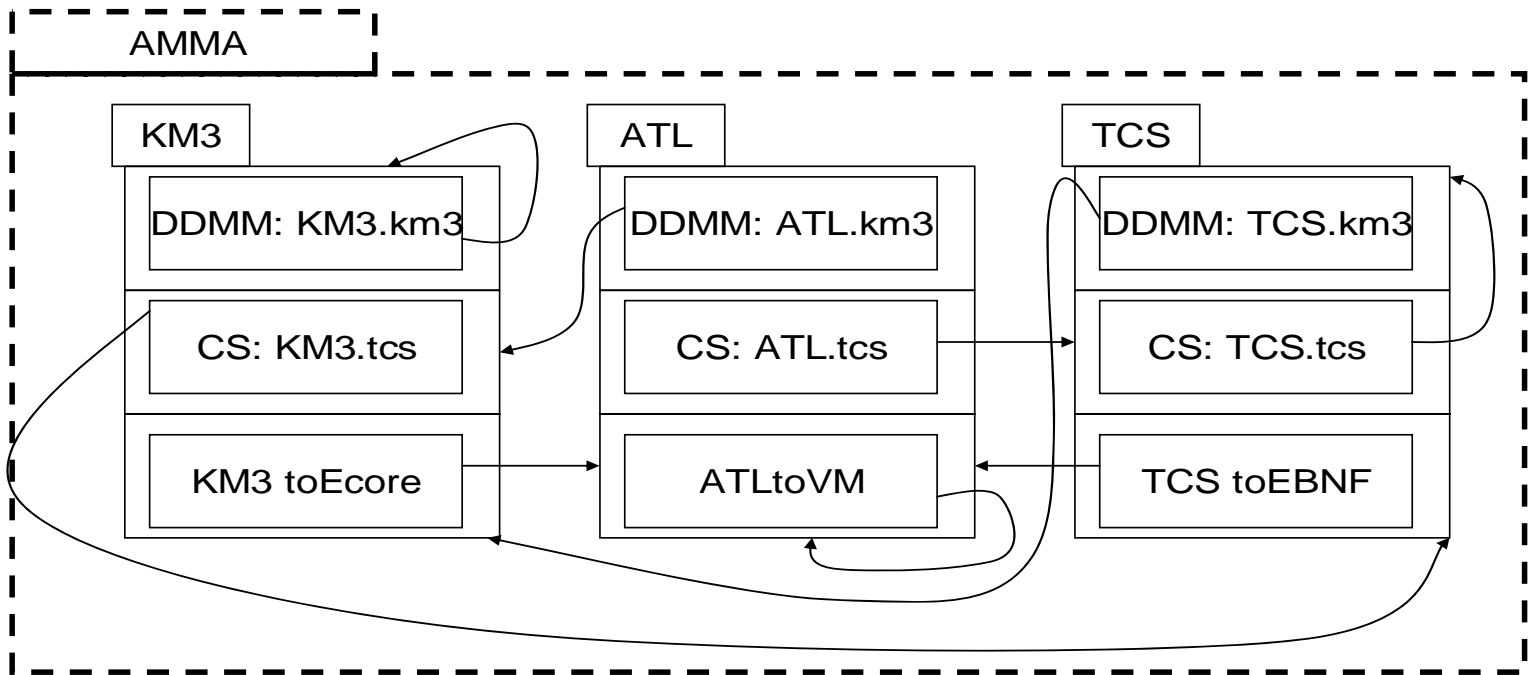 AMMA
KM3
ATL
TCS
DDMM: KM3.km3
DDMM: ATL.km3
DDMM: TCS.km3
CS: KM3.tcs
CS: ATL.tcs
CS: TCS.tcs
KM3 toEcore
ATLtoVM
TCS toEBNF